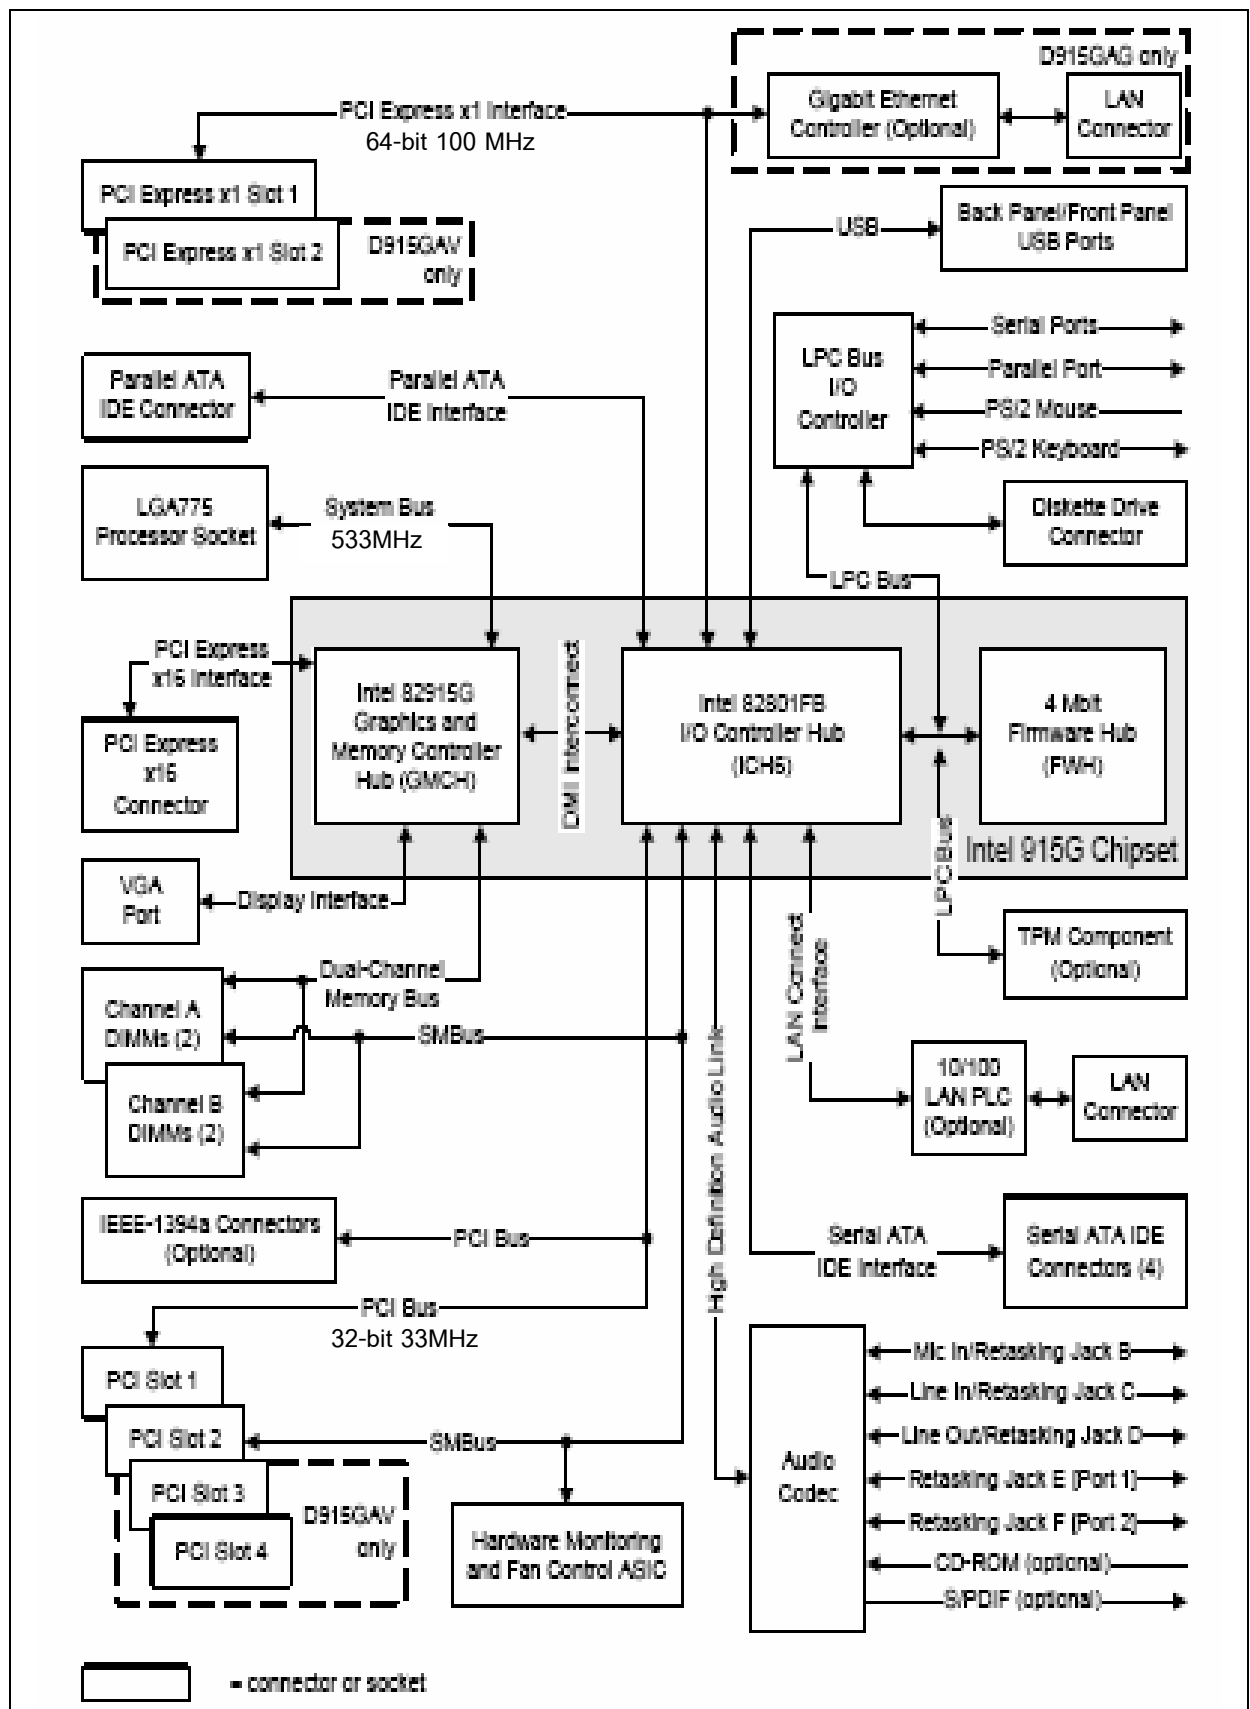 D915GAG only
Gigabit Ethernet
Controller (Optional)
LAN
Connector
PCI Express x1 Interface
64-bit 100 MHz
PCI Express x1 Slot 1
PCI Express x1 Slot 2
D915GAV
only
USB
Back Panel/Front Panel
USB Ports
LPC Bus
I/O
Controller
Serial Ports
Parallel Port
PS/2 Mouse
PS/2 Keyboard
Parallel ATA
IDE Connector
Parallel ATA
IDE Interface
LGA775
Processor Socket
System Bus
533MHz
Diskette Drive
Connector
LPC Bus
PCI Express
x16 Interface
PCI Express
x16
Connector
Intel 82915G
Graphics and
Memory Controller
Hub (GMCH)
DMI Interconnect
Intel 82801FB
I/O Controller Hub
(ICH6)
4 Mbit
Firmware Hub
(FWH)
Intel 915G Chipset
LPC Bus
VGA
Port
Display Interface
TPM Component
(Optional)
Dual-Channel
Memory Bus
Channel A
DIMMs (2)
SMBus
Channel B
DIMMs (2)
LAN Connect
Interface
High Definition Audio Link
10/100
LAN PLC
(Optional)
LAN
Connector
IEEE-1394a Connectors
(Optional)
PCI Bus
Serial ATA
IDE Interface
Serial ATA IDE
Connectors (4)
PCI Bus
32-bit 33MHz
PCI Slot 1
PCI Slot 2
PCI Slot 3
PCI Slot 4
D915GAV
only
SMBus
Hardware Monitoring
and Fan Control ASIC
Audio
Codec
Mic In/Retasking Jack B
Line In/Retasking Jack C
Line Out/Retasking Jack D
Retasking Jack E [Port 1]
Retasking Jack F [Port 2]
CD-ROM (optional)
S/PDIF (optional)
= connector or socket